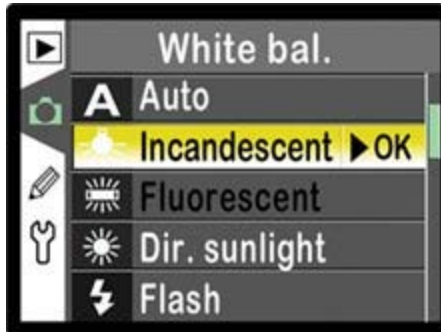 White bal.
A Auto
Incandescent ▶OK
Fluorescent
Dir. sunlight
Flash